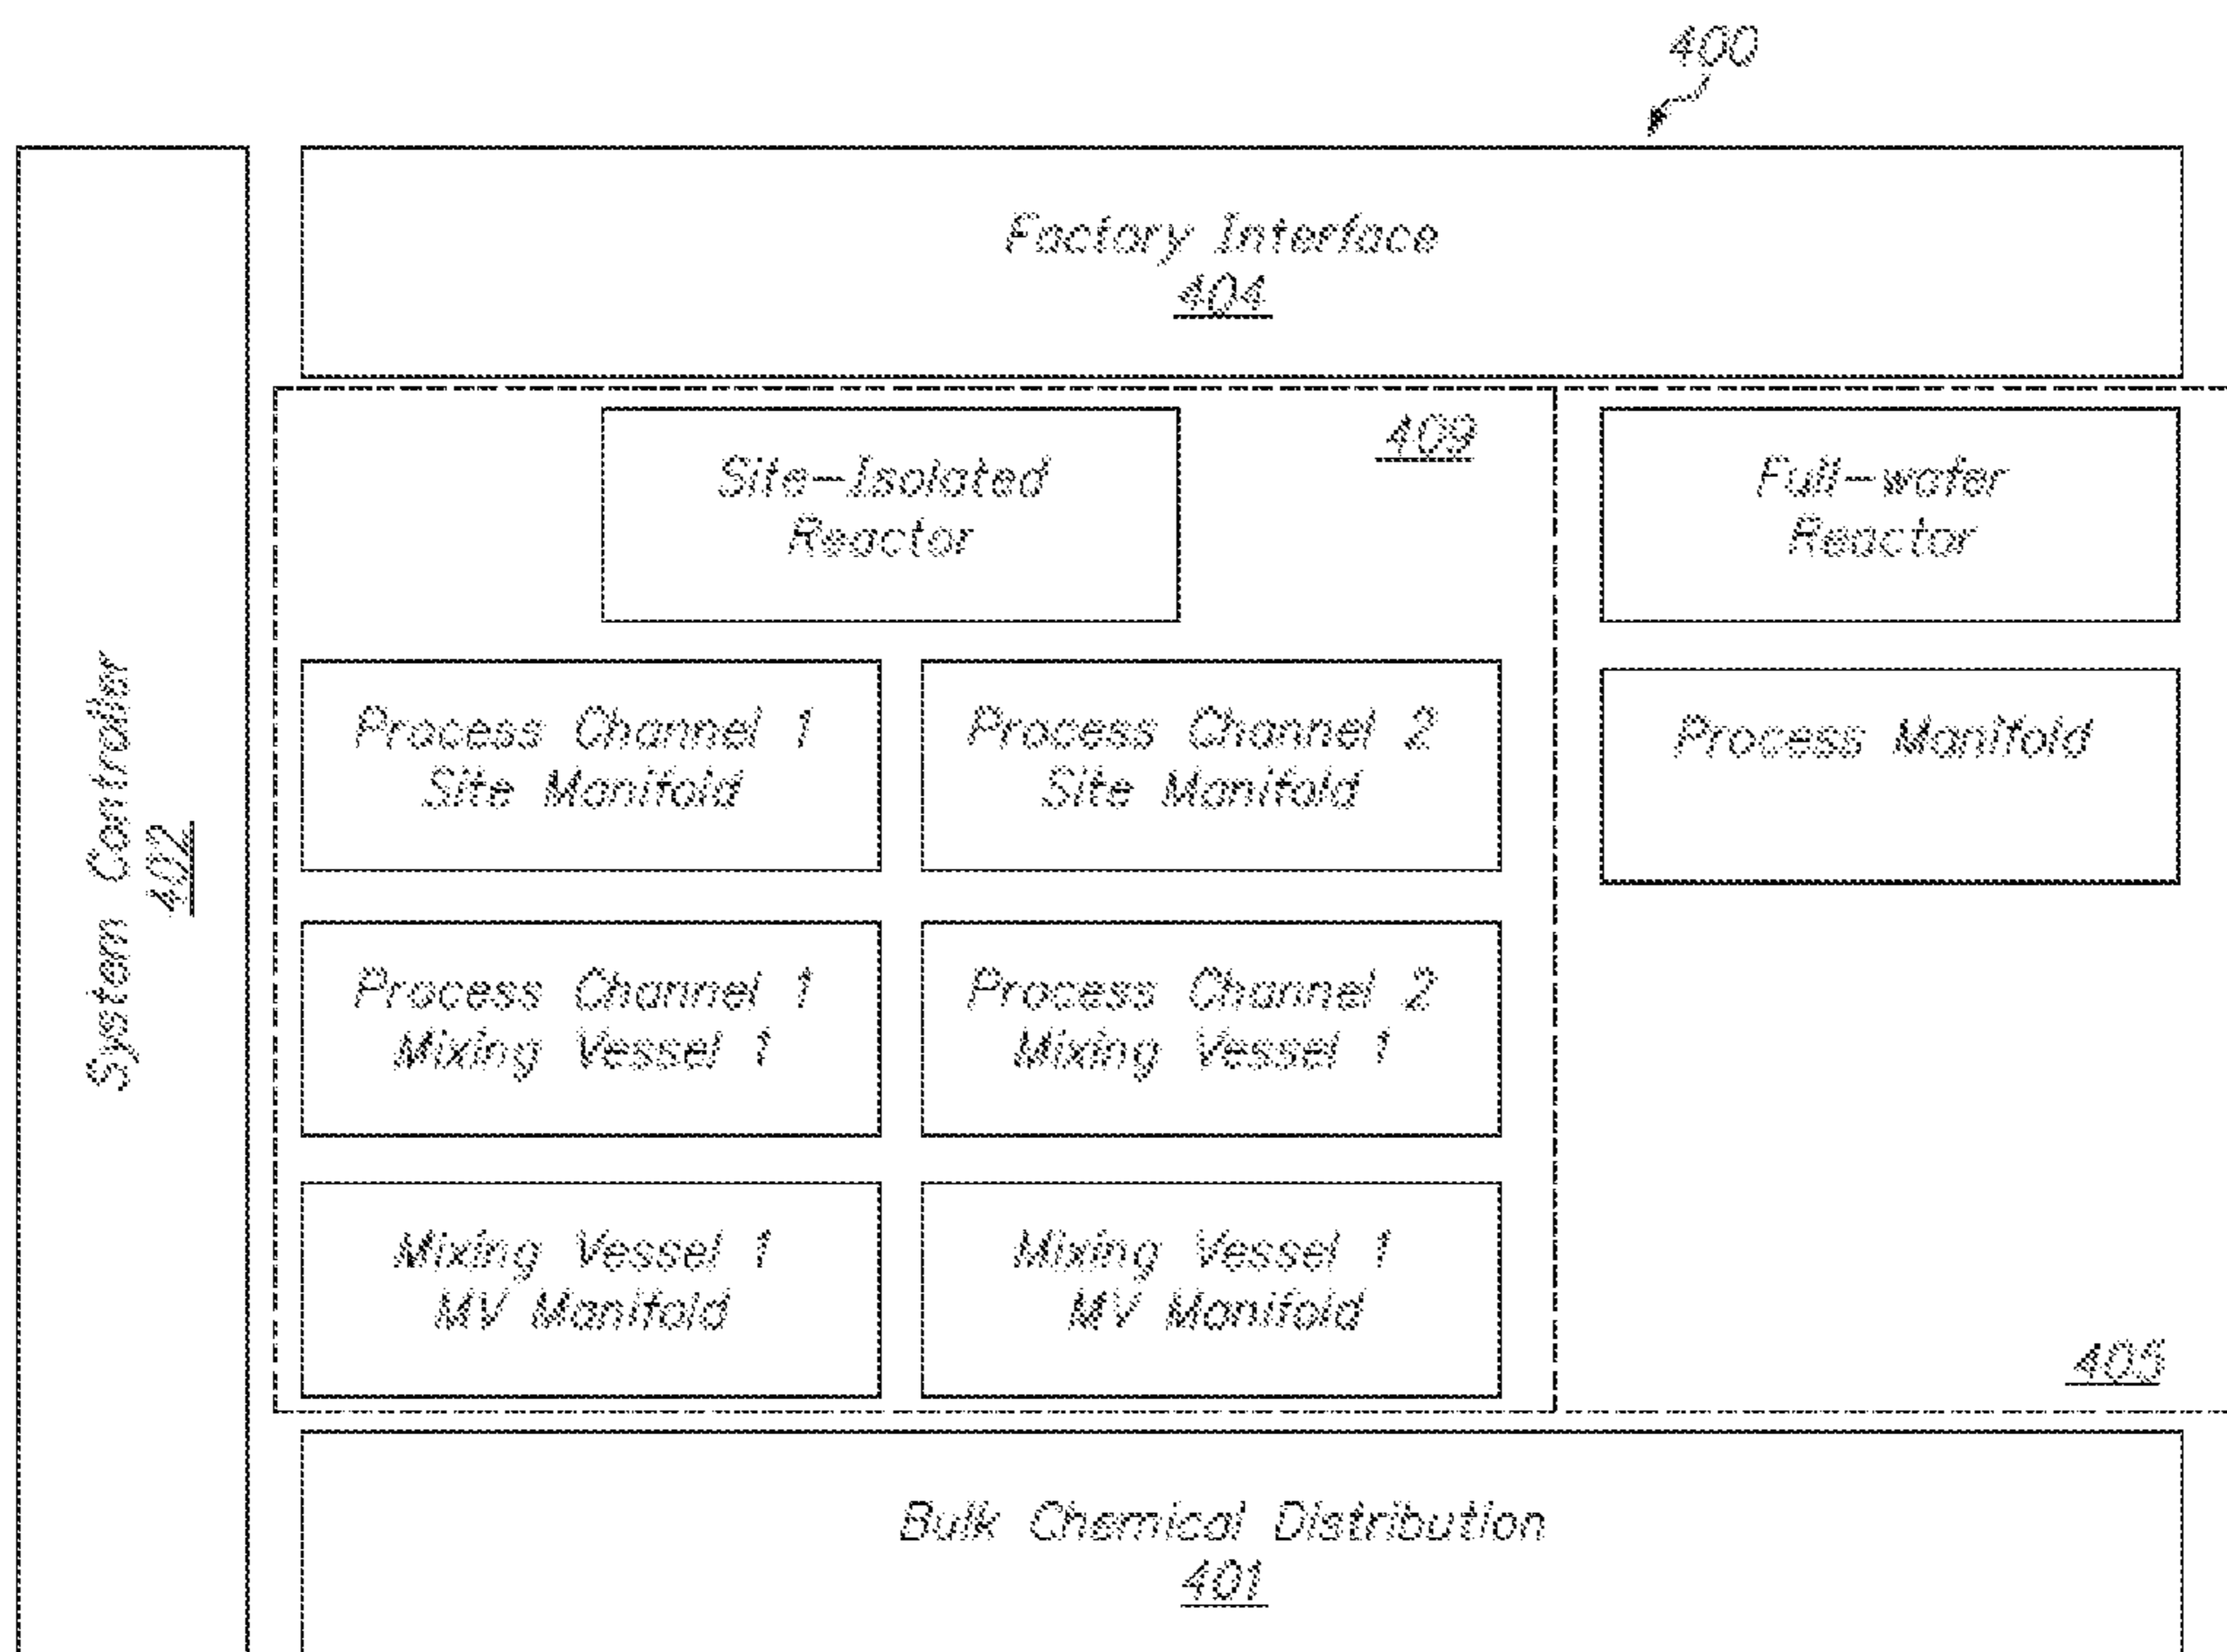 400
Factory Interface
404
System Controller
402
409
Site-Isolated
Reactor
Process Channel 1
Site Manifold
Process Channel 2
Site Manifold
Process Channel 1
Mixing Vessel 1
Process Channel 2
Mixing Vessel 1
Mixing Vessel 1
MV Manifold
Mixing Vessel 1
MV Manifold
Full-wafer
Reactor
Process Manifold
405
Bulk Chemical Distribution
401